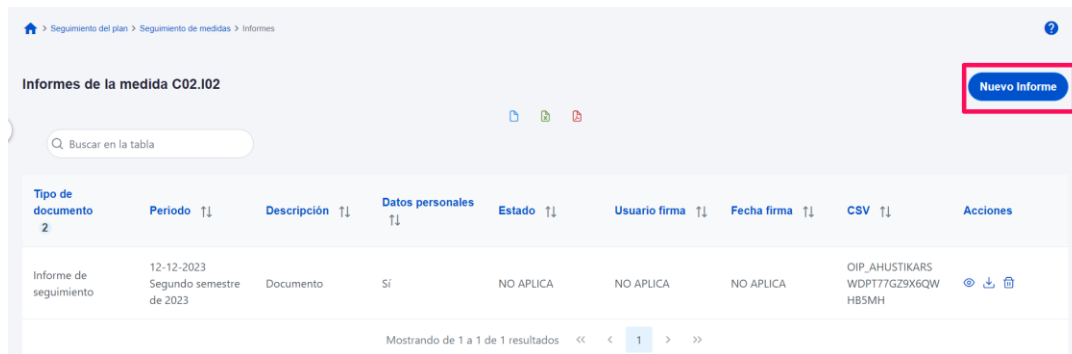 > Seguimiento del plan > Seguimiento de medidas > Informes
?
Informes de la medida C02.I02
Nuevo Informe
Buscar en la tabla
Tipo de documento 2
Periodo
Descripción
Datos personales
Estado
Usuario firma
Fecha firma
CSV
Acciones
Informe de seguimiento
12-12-2023
Segundo semestre
de 2023
Documento
Sí
NO APLICA
NO APLICA
NO APLICA
OIP_AHUSTIKARS
WDPT77GZ9X6QW
HB5MH
Mostrando de 1 a 1 de 1 resultados << < 1 > >>